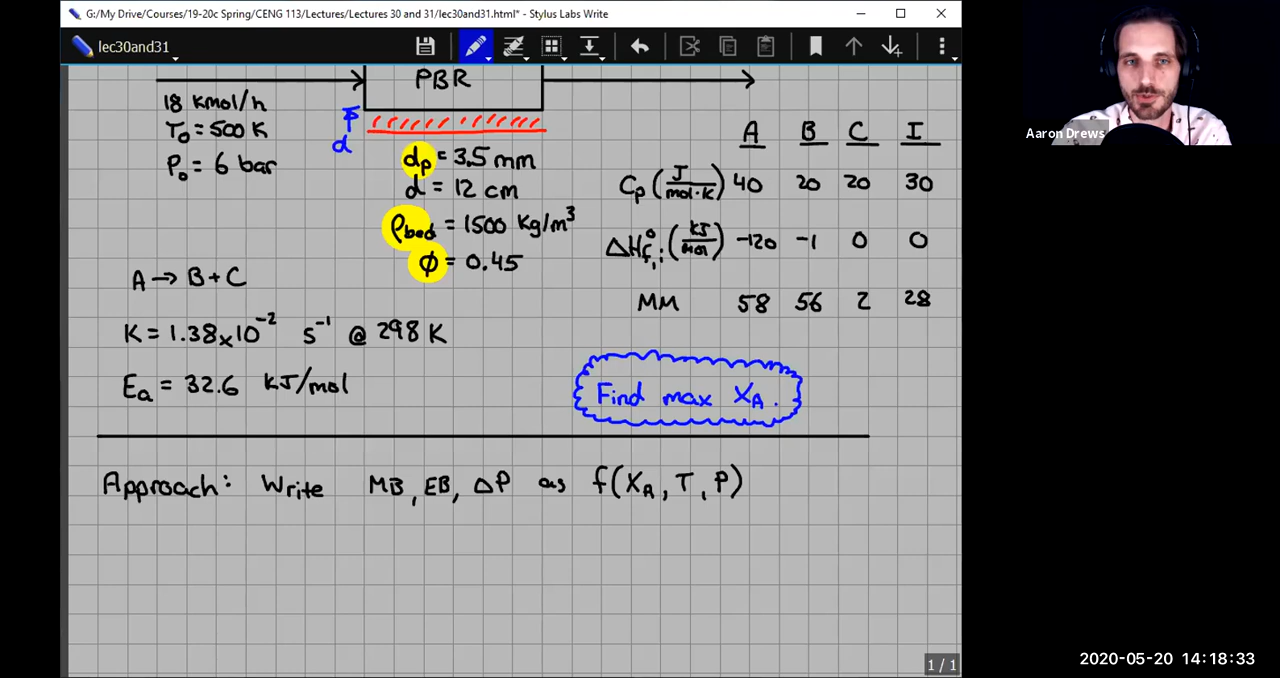 G:/My Drive/Courses/19-20c Spring/CENG 113/Lectures/Lectures 30 and 31/lec30and31.html* - Stylus Labs Write
lec30and31
PBR
18 Kmol/h
T₀ = 500 K
P₀ = 6 bar
F
d
dp = 3.5 mm
d = 12 cm
ρbed = 1500 Kg/m³
ϕ = 0.45
A B C I
Cp (J/mol·K) 40 20 20 30
ΔH°f,i (kJ/mol) -120 -1 0 0
MM 58 56 2 28
A → B + C
K = 1.38×10⁻² s⁻¹ @ 298 K
Ea = 32.6 KJ/mol
Find max XA.
Approach: Write MB, EB, ΔP as f(XA, T, P)
1 / 1
Aaron Drews
2020-05-20 14:18:33